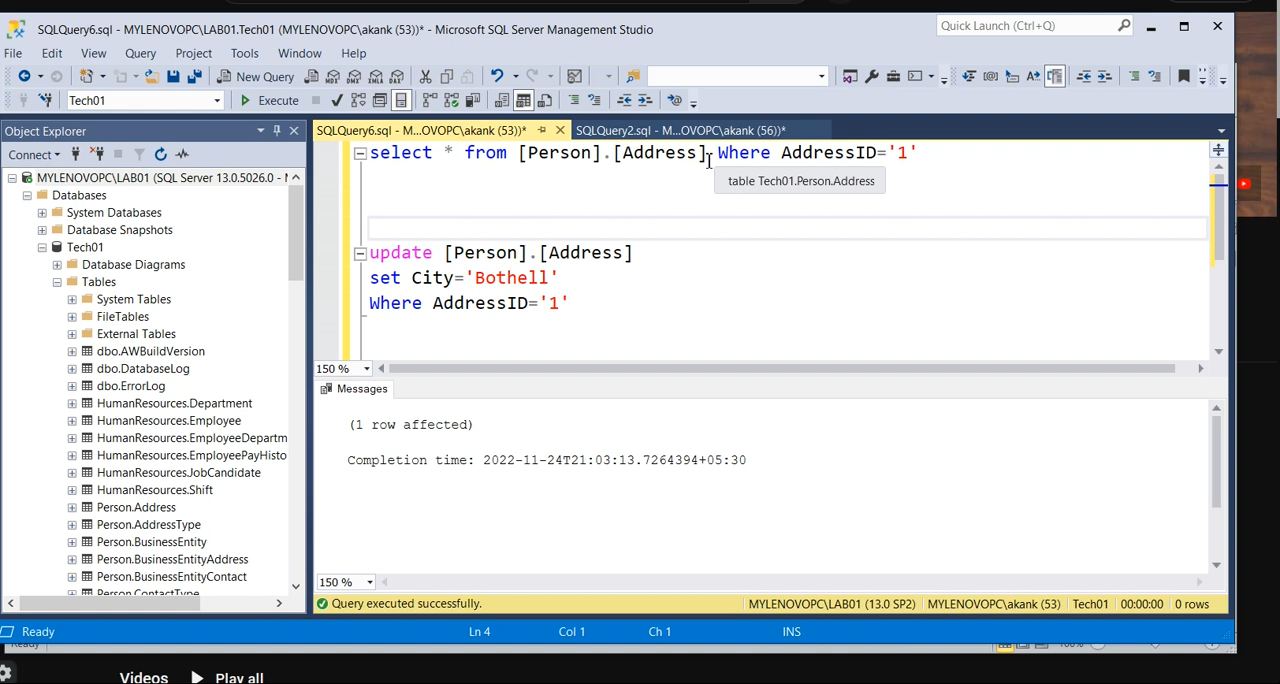 SQLQuery6.sql - MYLENOVOPC\LAB01.Tech01 (MYLENOVOPC\akank (53))* - Microsoft SQL Server Management Studio
Quick Launch (Ctrl+Q)
File Edit View Query Project Tools Window Help
New Query MDX DMX XMLA DAX
Tech01 Execute
Object Explorer
SQLQuery6.sql - M...OVOPC\akank (53))* SQLQuery2.sql - M...OVOPC\akank (56))*
Connect
MYLENOVOPC\LAB01 (SQL Server 13.0.5026.0 - M
Databases
System Databases
Database Snapshots
Tech01
Database Diagrams
Tables
System Tables
FileTables
External Tables
dbo.AWBuildVersion
dbo.DatabaseLog
dbo.ErrorLog
HumanResources.Department
HumanResources.Employee
HumanResources.EmployeeDepartm
HumanResources.EmployeePayHisto
HumanResources.JobCandidate
HumanResources.Shift
Person.Address
Person.AddressType
Person.BusinessEntity
Person.BusinessEntityAddress
Person.BusinessEntityContact
Person.ContactType
select * from [Person].[Address] Where AddressID='1'
table Tech01.Person.Address
update [Person].[Address]
set City='Bothell'
Where AddressID='1'
150 %
Messages
(1 row affected)
Completion time: 2022-11-24T21:03:13.7264394+05:30
150 %
Query executed successfully. MYLENOVOPC\LAB01 (13.0 SP2) MYLENOVOPC\akank (53) Tech01 00:00:00 0 rows
Ready Ln 4 Col 1 Ch 1 INS
Ready 100%
Videos Play all